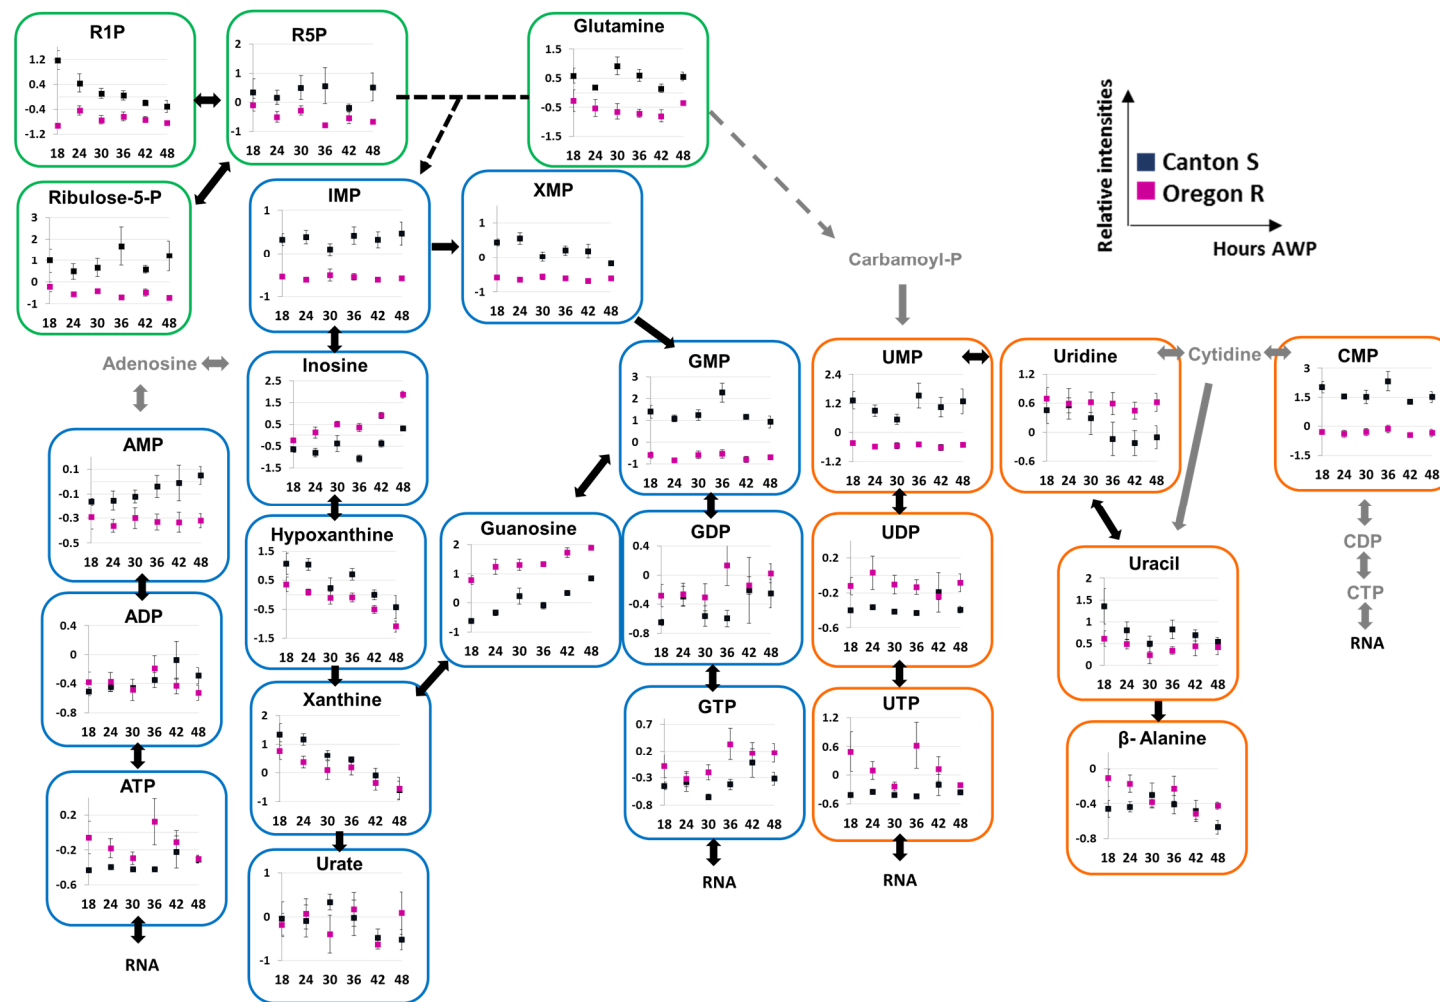 R1P
1.2
0.4
-0.4
-1.2
18 24 30 36 42 48
R5P
2
1
0
-1
18 24 30 36 42 48
Glutamine
1.5
0.5
-0.5
-1.5
18 24 30 36 42 48
Relative intensities
Canton S
Oregon R
Hours AWP
Ribulose-5-P
3
2
1
0
-1
18 24 30 36 42 48
IMP
1
0
-1
18 24 30 36 42 48
XMP
1
0
-1
18 24 30 36 42 48
Carbamoyl-P
Adenosine
Inosine
2.5
1.5
0.5
-0.5
-1.5
18 24 30 36 42 48
GMP
3
2
1
0
-1
18 24 30 36 42 48
UMP
2.4
1.2
0
-1.2
18 24 30 36 42 48
Uridine
1.2
0.6
0
-0.6
18 24 30 36 42 48
Cytidine
CMP
3
1.5
0
-1.5
18 24 30 36 42 48
AMP
0.1
-0.1
-0.3
-0.5
18 24 30 36 42 48
Hypoxanthine
1.5
0.5
-0.5
-1.5
18 24 30 36 42 48
Guanosine
2
1
0
-1
18 24 30 36 42 48
GDP
0.4
0
-0.4
-0.8
18 24 30 36 42 48
UDP
0.2
-0.2
-0.6
18 24 30 36 42 48
Uracil
2
1.5
1
0.5
0
18 24 30 36 42 48
CDP
CTP
RNA
ADP
0.4
0
-0.4
-0.8
18 24 30 36 42 48
Xanthine
2
1
0
-1
18 24 30 36 42 48
GTP
0.7
0.2
-0.3
-0.8
18 24 30 36 42 48
UTP
1.2
0.6
0
-0.6
18 24 30 36 42 48
β- Alanine
0
-0.4
-0.8
18 24 30 36 42 48
ATP
0.2
-0.2
-0.6
18 24 30 36 42 48
Urate
1
0
-1
18 24 30 36 42 48
RNA
RNA
RNA